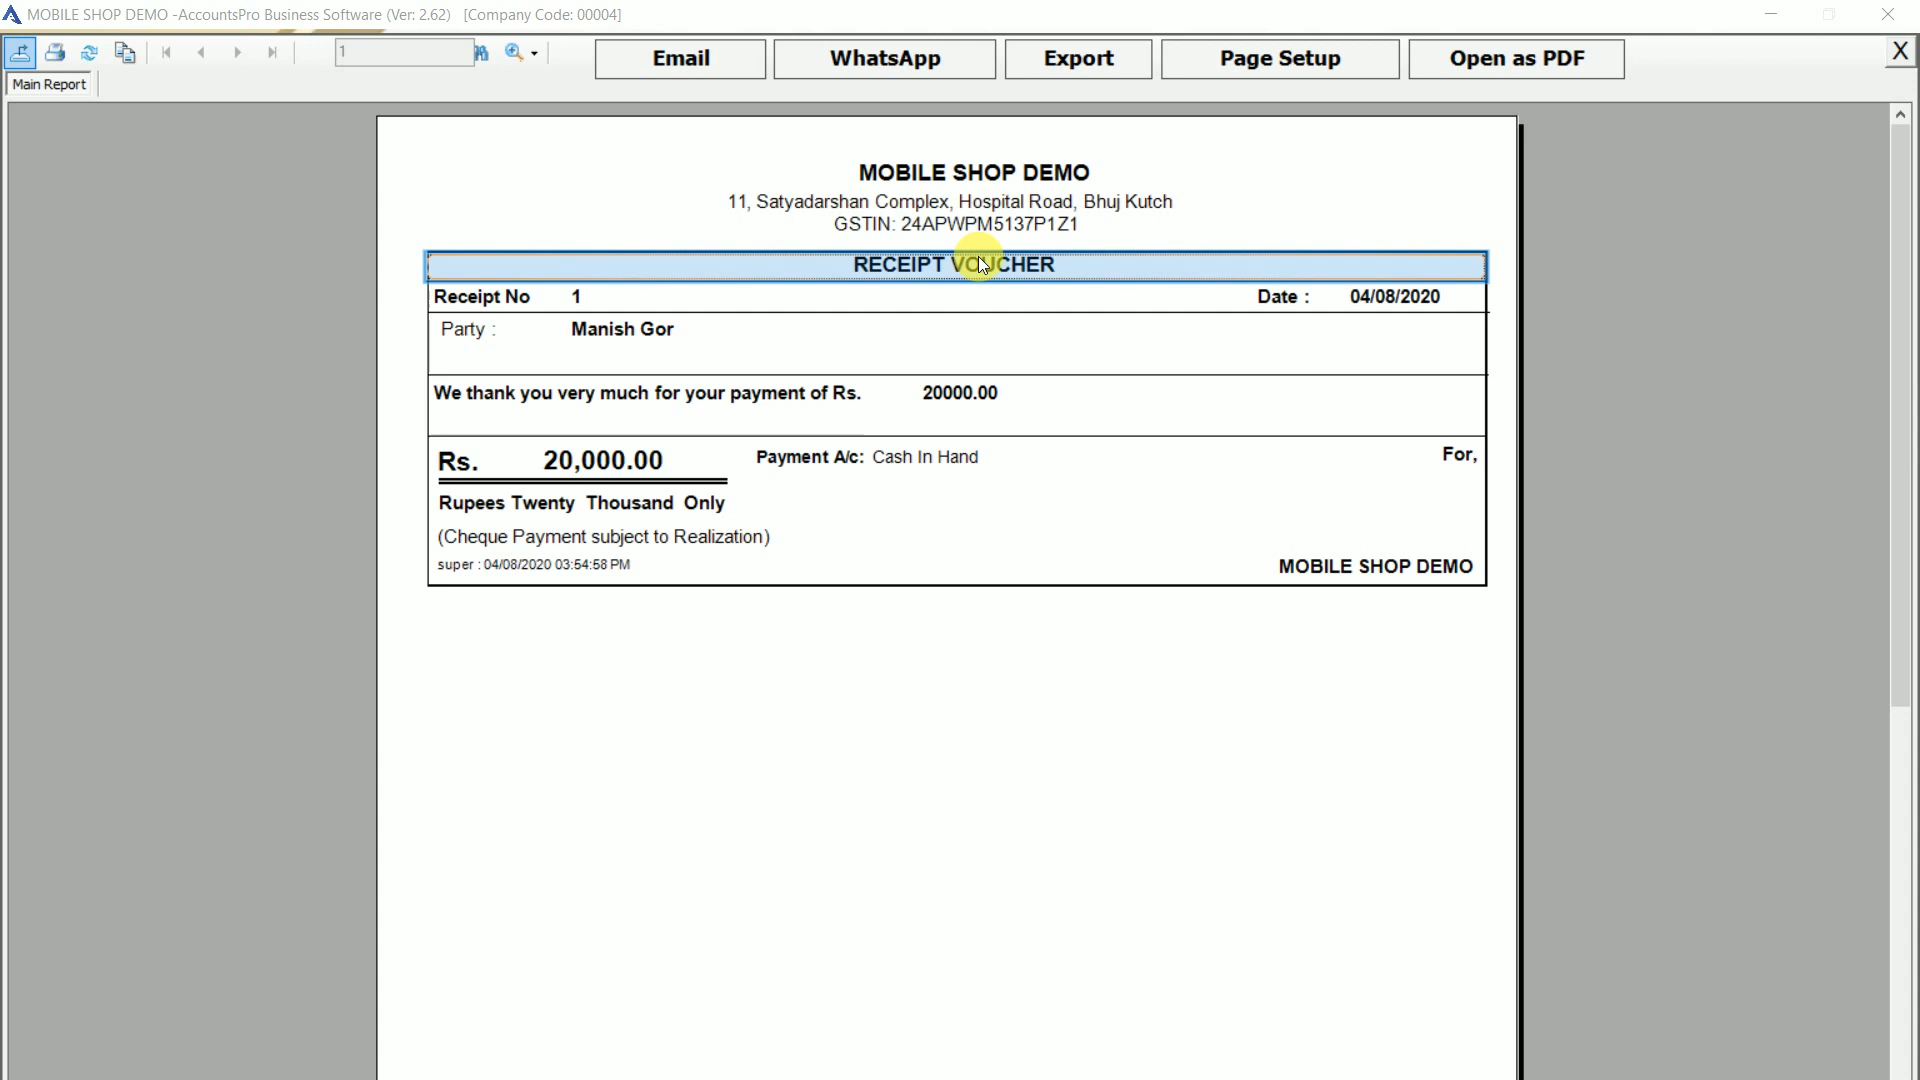 MOBILE SHOP DEMO -AccountsPro Business Software (Ver: 2.62) [Company Code: 00004]
1
Email WhatsApp Export Page Setup Open as PDF X
Main Report
MOBILE SHOP DEMO
11, Satyadarshan Complex, Hospital Road, Bhuj Kutch
GSTIN: 24APWPM5137P1Z1
RECEIPT VOUCHER
Receipt No 1 Date : 04/08/2020
Party : Manish Gor
We thank you very much for your payment of Rs. 20000.00
Rs. 20,000.00 Payment A/c: Cash In Hand For,
Rupees Twenty Thousand Only
(Cheque Payment subject to Realization)
super : 04/08/2020 03:54:58 PM MOBILE SHOP DEMO